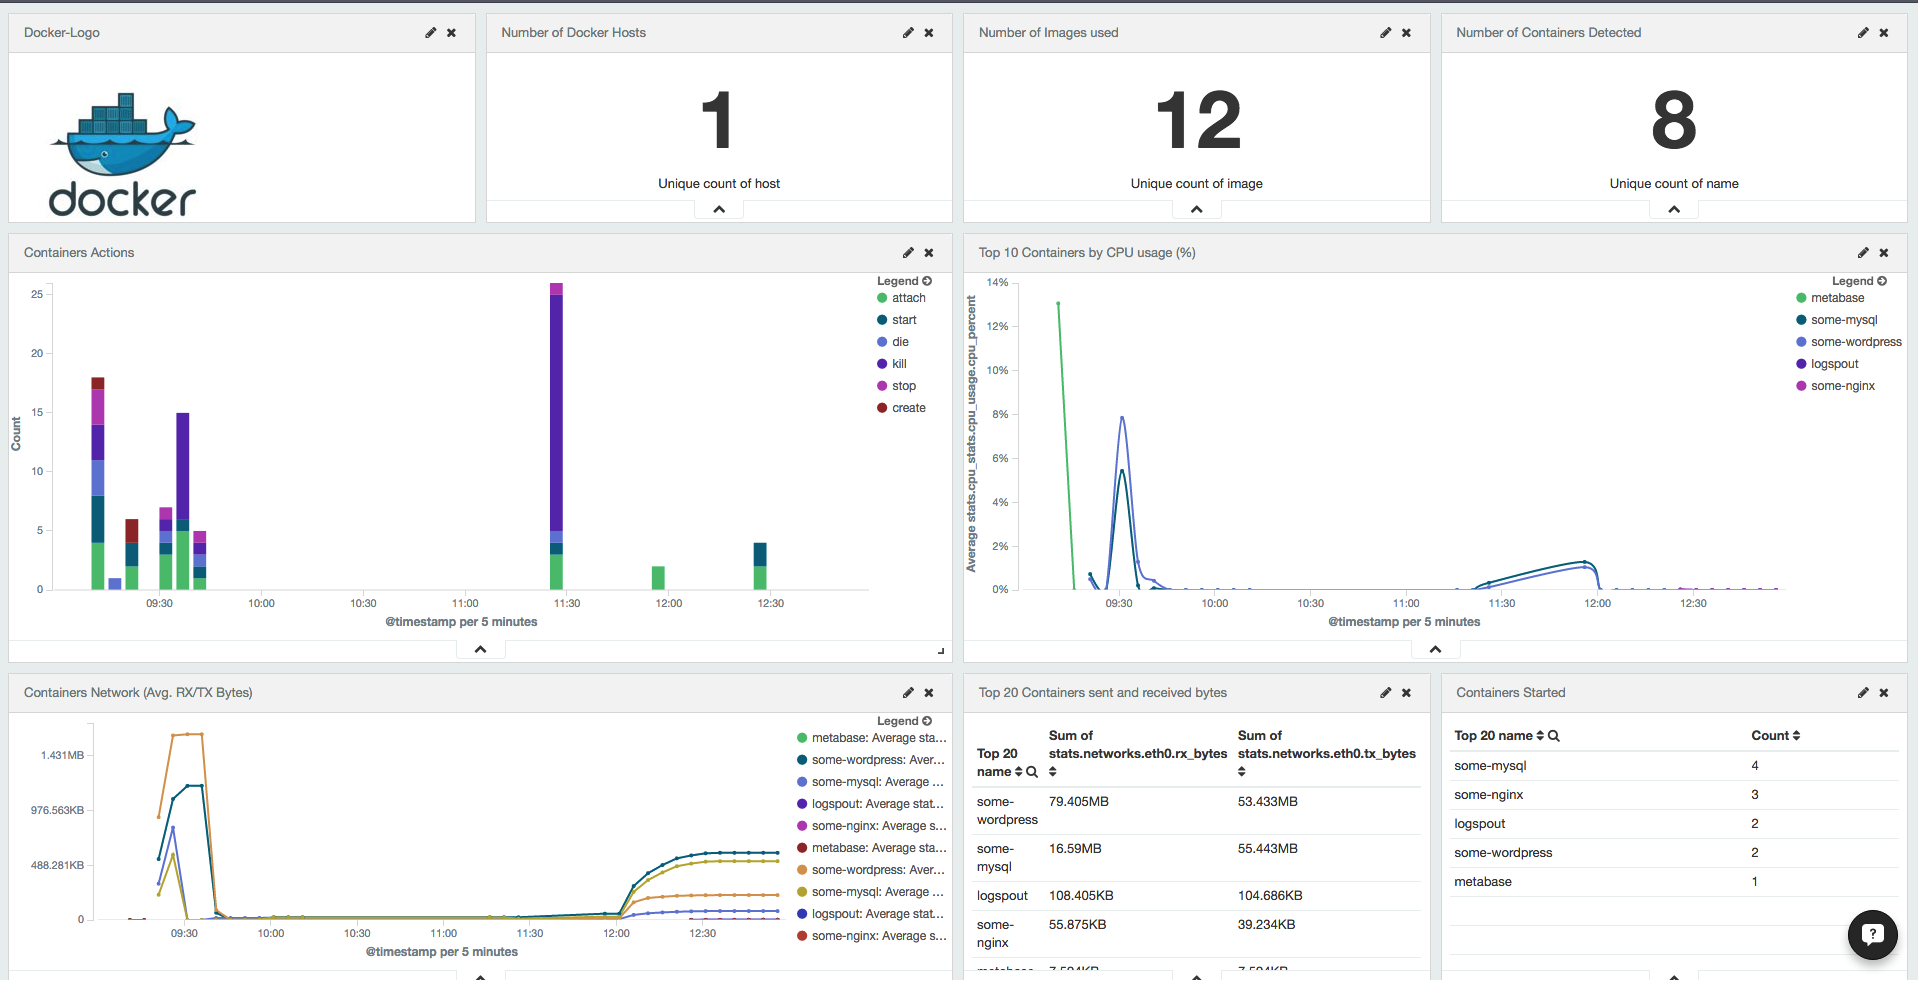 Docker-Logo
docker
Number of Docker Hosts
1
Unique count of host
Number of Images used
12
Unique count of image
Number of Containers Detected
8
Unique count of name
Containers Actions
Legend
attach
start
die
kill
stop
create
Count
25
20
15
10
5
0
09:30 10:00 10:30 11:00 11:30 12:00 12:30
@timestamp per 5 minutes
Top 10 Containers by CPU usage (%)
Legend
metabase
some-mysql
some-wordpress
logspout
some-nginx
Average stats.cpu_stats.cpu_usage.cpu_percent
14%
12%
10%
8%
6%
4%
2%
0%
09:30 10:00 10:30 11:00 11:30 12:00 12:30
@timestamp per 5 minutes
Containers Network (Avg. RX/TX Bytes)
Legend
metabase: Average sta...
some-wordpress: Aver...
some-mysql: Average ...
logspout: Average stat...
some-nginx: Average s...
metabase: Average sta...
some-wordpress: Aver...
some-mysql: Average ...
logspout: Average stat...
some-nginx: Average s...
1.431MB
976.563KB
488.281KB
0
09:30 10:00 10:30 11:00 11:30 12:00 12:30
@timestamp per 5 minutes
Top 20 Containers sent and received bytes
Top 20 name
Sum of stats.networks.eth0.rx_bytes
Sum of stats.networks.eth0.tx_bytes
some-wordpress 79.405MB 53.433MB
some-mysql 16.59MB 55.443MB
logspout 108.405KB 104.686KB
some-nginx 55.875KB 39.234KB
Containers Started
Top 20 name Count
some-mysql 4
some-nginx 3
logspout 2
some-wordpress 2
metabase 1
?